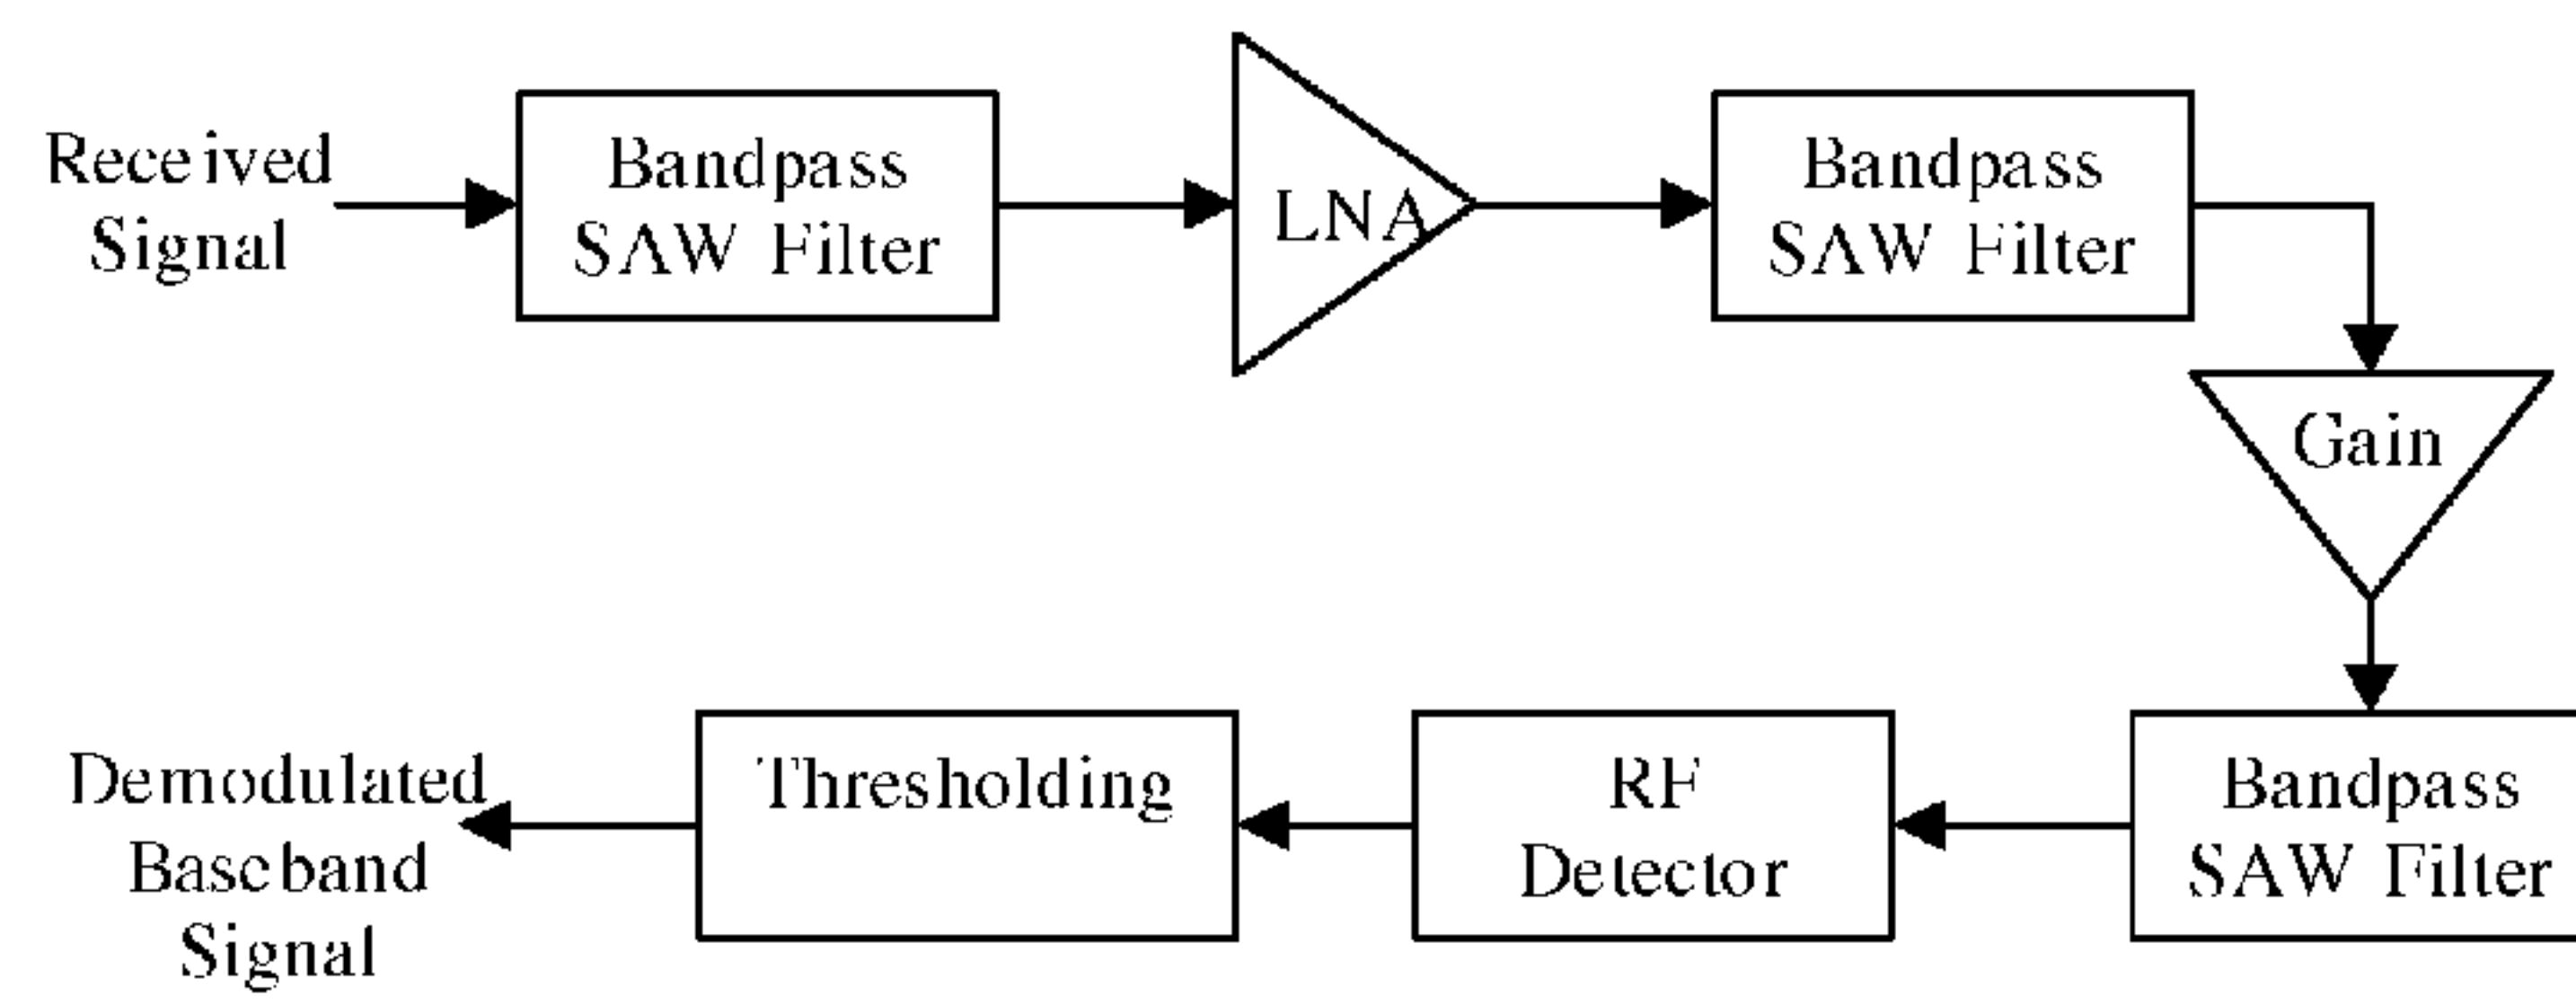 Received
Signal
Bandpass
SAW Filter
LNA
Bandpass
SAW Filter
Gain
Demodulated
Baseband
Signal
Thresholding
RF
Detector
Bandpass
SAW Filter